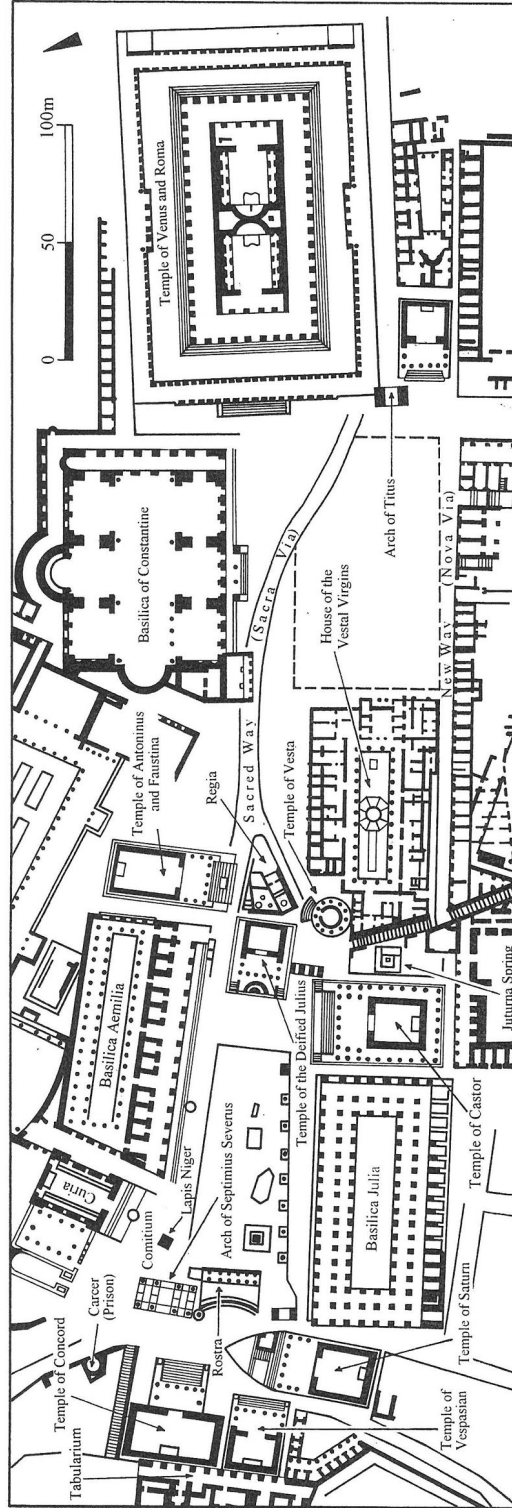 Tabularium
Temple of Concord
Carcer
(Prison)
Curia
Comitium
Lapis Niger
Rostra
Arch of Septimius Severus
Temple of
Vespasian
Temple of Saturn
Basilica Aemilia
Basilica Julia
Temple of the Deified Julius
Temple of Castor
Juturna Spring
Temple of Antoninus
and Faustina
Regia
Temple of Vesta
House of the
Vestal Virgins
Sacred Way (Sacra Via)
New Way (Nova Via)
Basilica of Constantine
Arch of Titus
Temple of Venus and Roma
0 50 100m